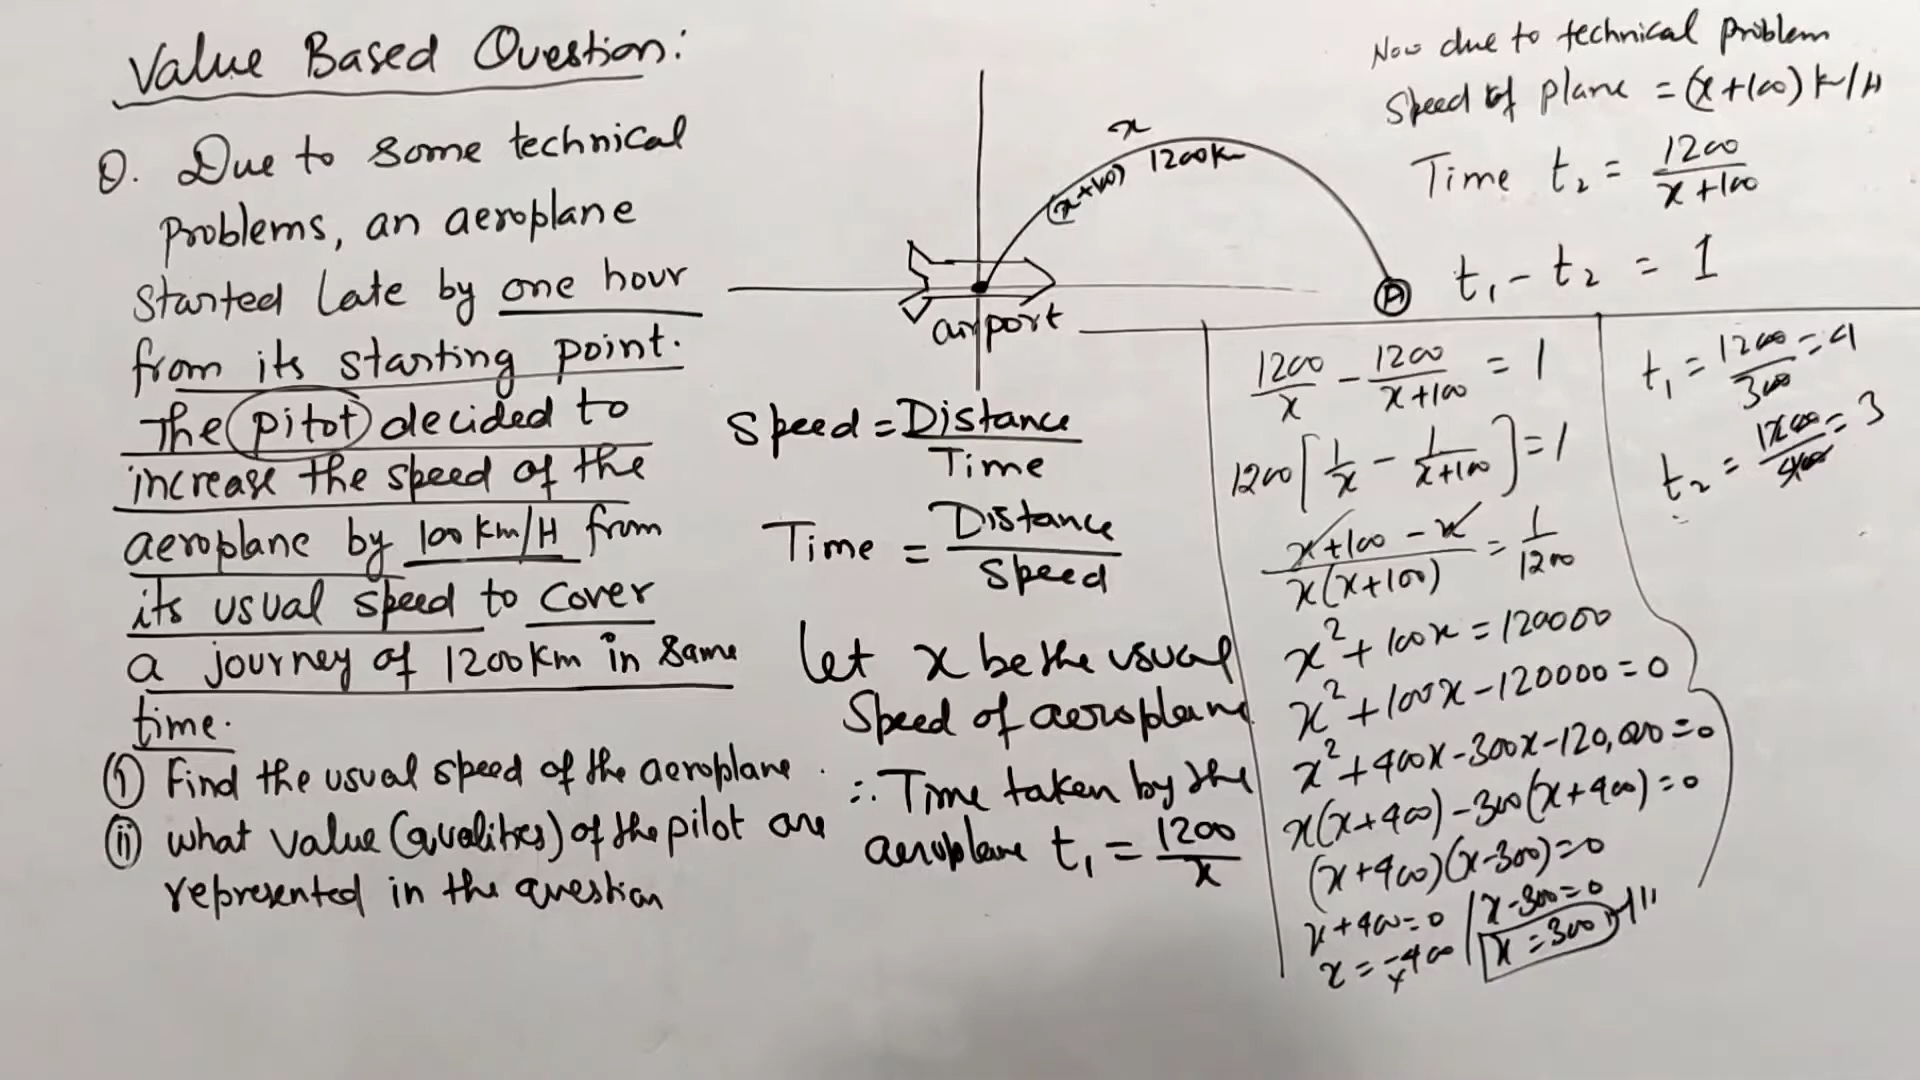 Value Based Question:
Q. Due to some technical
problems, an aeroplane
started late by one hour
from its starting point.
The pitot decided to
increase the speed of the
aeroplane by 100 km/H from
its usual speed to cover
a journey of 1200km in same
time.
(i) Find the usual speed of the aeroplane.
(ii) what value (qualities) of the pilot are
represented in the question
x
(x+100) 1200K
airport
P
Speed = Distance / Time
Time = Distance / Speed
let x be the usual
Speed of aeroplane
∴ Time taken by the
aeroplane t₁ = 1200/x
Now due to technical problem
Speed of plane = (x+100) K/H
Time t₂ = 1200/(x+100)
t₁ - t₂ = 1
1200/x - 1200/(x+100) = 1
1200[1/x - 1/(x+100)] = 1
(x+100-x)/(x(x+100)) = 1/1200
x² + 100x = 120000
x² + 100x - 120000 = 0
x² + 400x - 300x - 120,000 = 0
x(x+400) - 300(x+400) = 0
(x+400)(x-300) = 0
x+400=0 | x-300=0
x = -400 | x = 300
t₁ = 1200/300 = 4
t₂ = 1200/400 = 3